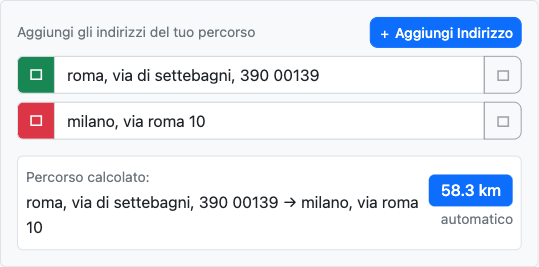 Aggiungi gli indirizzi del tuo percorso
+ Aggiungi Indirizzo
roma, via di settebagni, 390 00139
milano, via roma 10
Percorso calcolato:
roma, via di settebagni, 390 00139 → milano, via roma
10
58.3 km
automatico